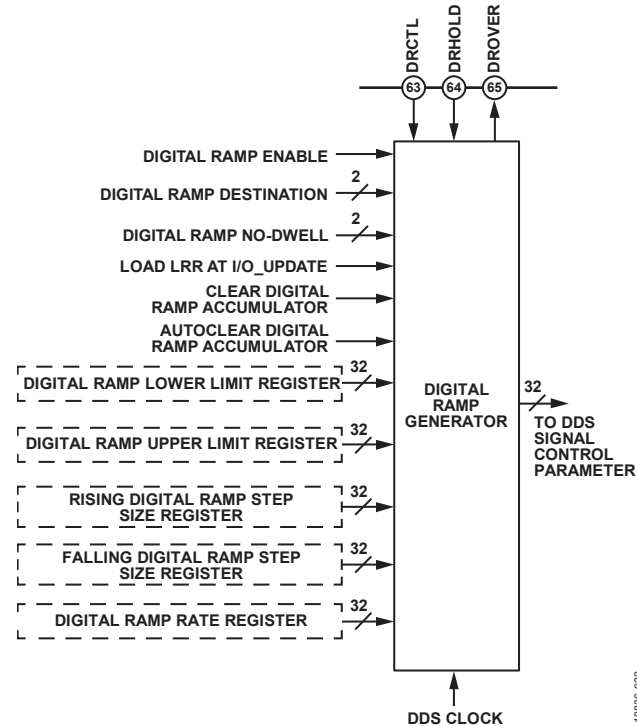 DRCTL
DRHOLD
DROVER
63
64
65
DIGITAL RAMP ENABLE
2
DIGITAL RAMP DESTINATION
2
DIGITAL RAMP NO-DWELL
LOAD LRR AT I/O_UPDATE
CLEAR DIGITAL
RAMP ACCUMULATOR
AUTOCLEAR DIGITAL
RAMP ACCUMULATOR
32
DIGITAL RAMP LOWER LIMIT REGISTER
32
DIGITAL RAMP UPPER LIMIT REGISTER
32
RISING DIGITAL RAMP STEP
SIZE REGISTER
32
FALLING DIGITAL RAMP STEP
SIZE REGISTER
32
DIGITAL RAMP RATE REGISTER
DIGITAL
RAMP
GENERATOR
32
TO DDS
SIGNAL
CONTROL
PARAMETER
DDS CLOCK